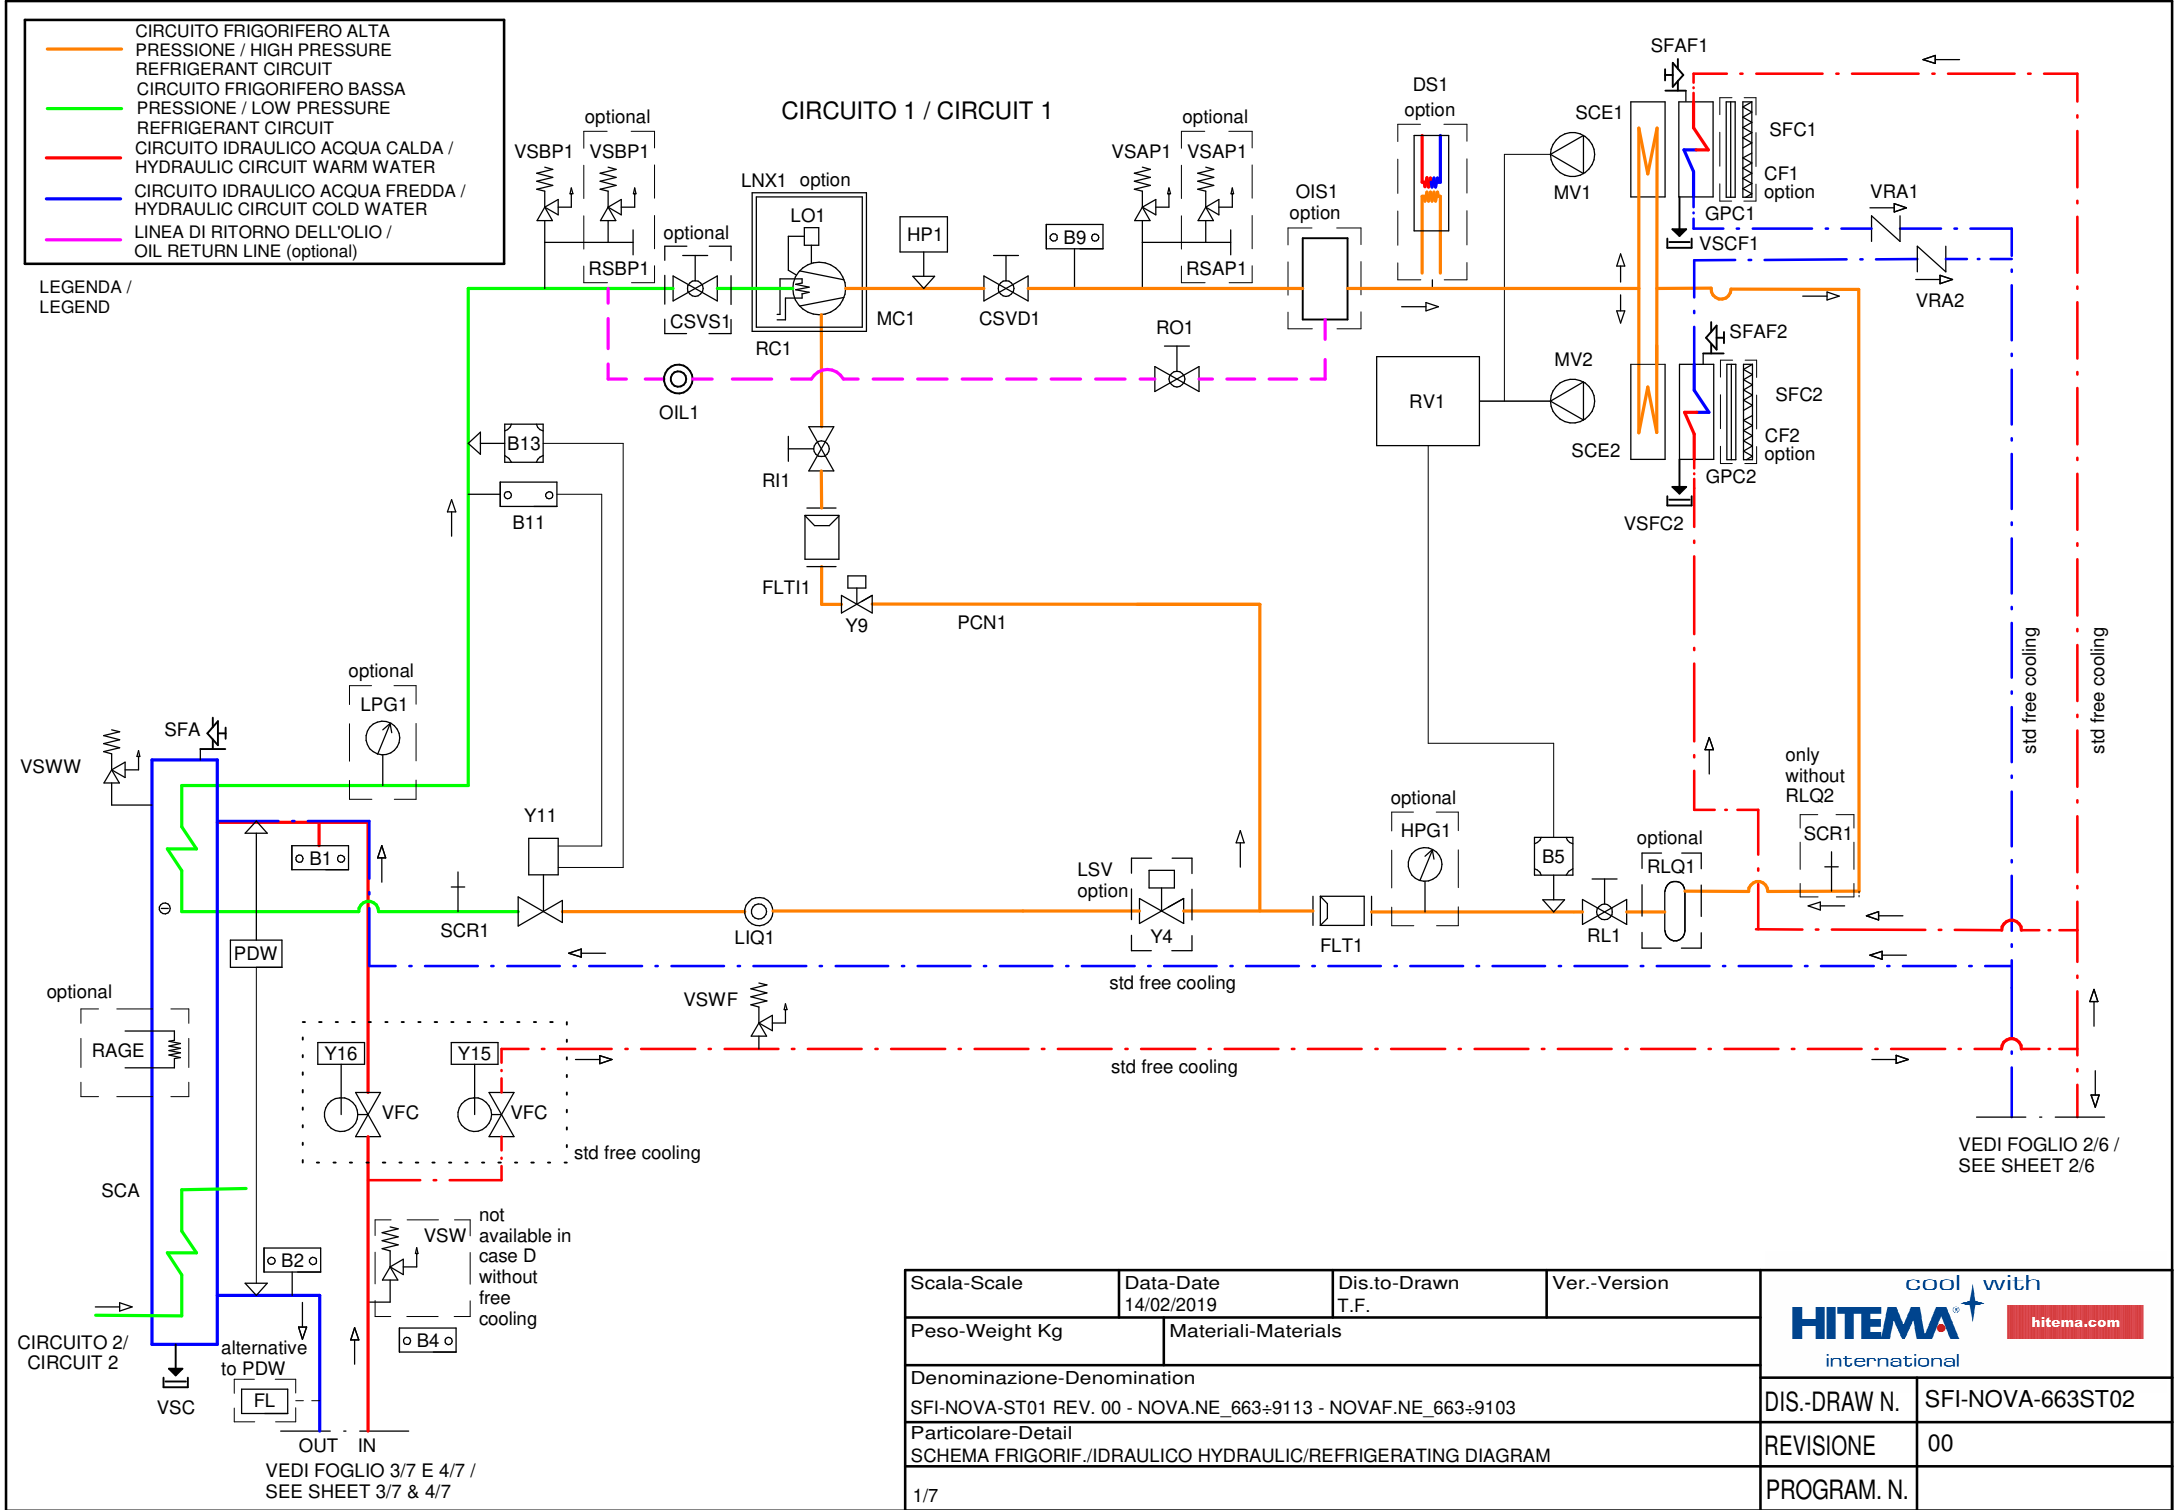 CIRCUITO FRIGORIFERO ALTA
PRESSIONE / HIGH PRESSURE
REFRIGERANT CIRCUIT
CIRCUITO FRIGORIFERO BASSA
PRESSIONE / LOW PRESSURE
REFRIGERANT CIRCUIT
CIRCUITO IDRAULICO ACQUA CALDA /
HYDRAULIC CIRCUIT WARM WATER
CIRCUITO IDRAULICO ACQUA FREDDA /
HYDRAULIC CIRCUIT COLD WATER
LINEA DI RITORNO DELL'OLIO /
OIL RETURN LINE (optional)
LEGENDA /
LEGEND
CIRCUITO 1 / CIRCUIT 1
optional
VSBP1
VSBP1
RSBP1
optional
CSVS1
LNX1 option
LO1
RC1
MC1
HP1
CSVD1
B9
optional
VSAP1
VSAP1
RSAP1
OIS1
option
DS1
option
RO1
OIL1
MV1
MV2
RV1
SCE1
SCE2
SFAF1
SFC1
CF1
option
GPC1
VSCF1
VRA1
VRA2
SFAF2
SFC2
CF2
option
GPC2
VSFC2
B13
B11
RI1
FLTI1
Y9
PCN1
optional
LPG1
SFA
VSWW
Y11
B1
SCR1
LIQ1
LSV
option
Y4
FLT1
optional
HPG1
B5
RL1
optional
RLQ1
only
without
RLQ2
SCR1
std free cooling
std free cooling
PDW
optional
RAGE
std free cooling
VSWF
std free cooling
Y16
Y15
VFC
VFC
std free cooling
SCA
B2
VSW
not
available in
case D
without
free
cooling
B4
CIRCUITO 2/
CIRCUIT 2
VSC
alternative
to PDW
FL
OUT IN
VEDI FOGLIO 3/7 E 4/7 /
SEE SHEET 3/7 & 4/7
VEDI FOGLIO 2/6 /
SEE SHEET 2/6
Scala-Scale
Data-Date
14/02/2019
Dis.to-Drawn
T.F.
Ver.-Version
Peso-Weight Kg
Materiali-Materials
Denominazione-Denomination
SFI-NOVA-ST01 REV. 00 - NOVA.NE_663÷9113 - NOVAF.NE_663÷9103
Particolare-Detail
SCHEMA FRIGORIF./IDRAULICO HYDRAULIC/REFRIGERATING DIAGRAM
1/7
cool with
HITEMA®
international
hitema.com
DIS.-DRAW N. SFI-NOVA-663ST02
REVISIONE 00
PROGRAM. N.